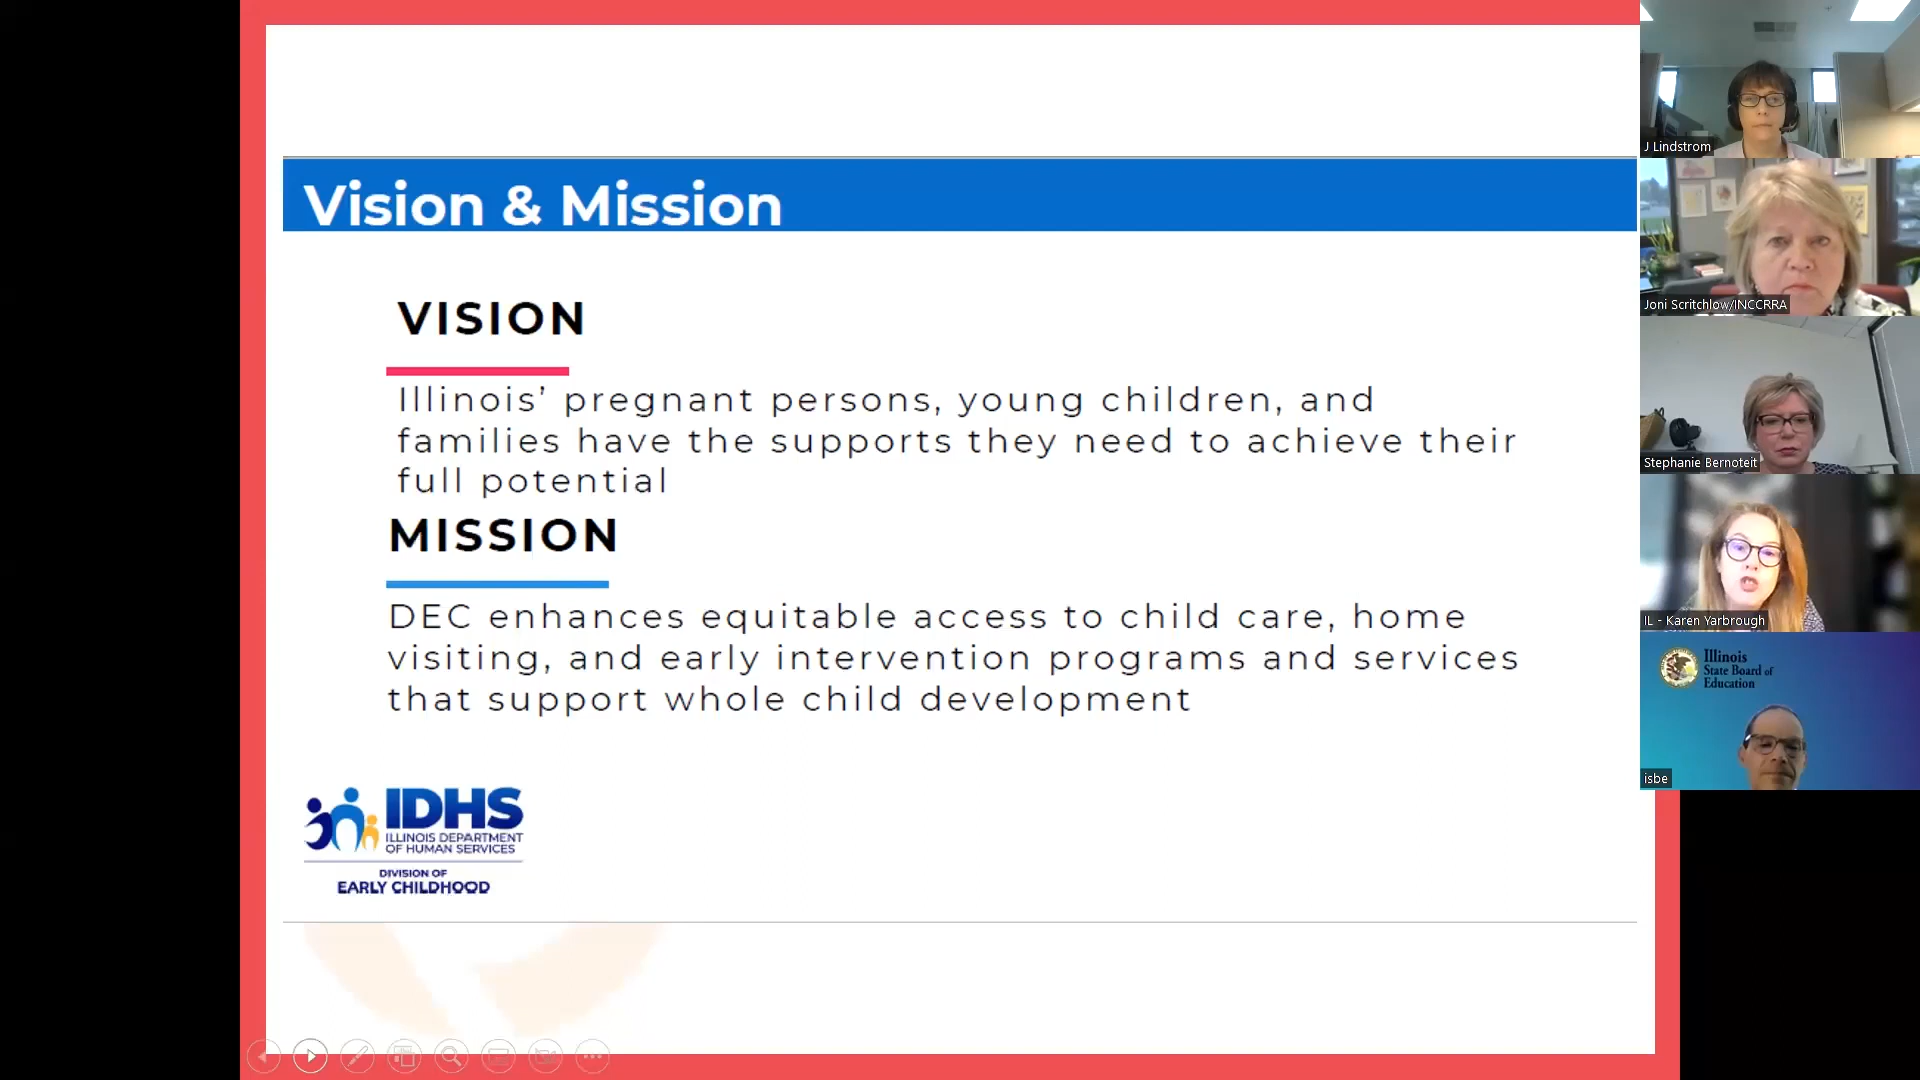 Vision & Mission
VISION
Illinois’ pregnant persons, young children, and
families have the supports they need to achieve their
full potential
MISSION
DEC enhances equitable access to child care, home
visiting, and early intervention programs and services
that support whole child development
IDHS
ILLINOIS DEPARTMENT
OF HUMAN SERVICES
DIVISION OF
EARLY CHILDHOOD
J Lindstrom
Joni Scritchlow/INCCRRA
Stephanie Bernoteit
IL - Karen Yarbrough
Illinois
State Board of
Education
isbe